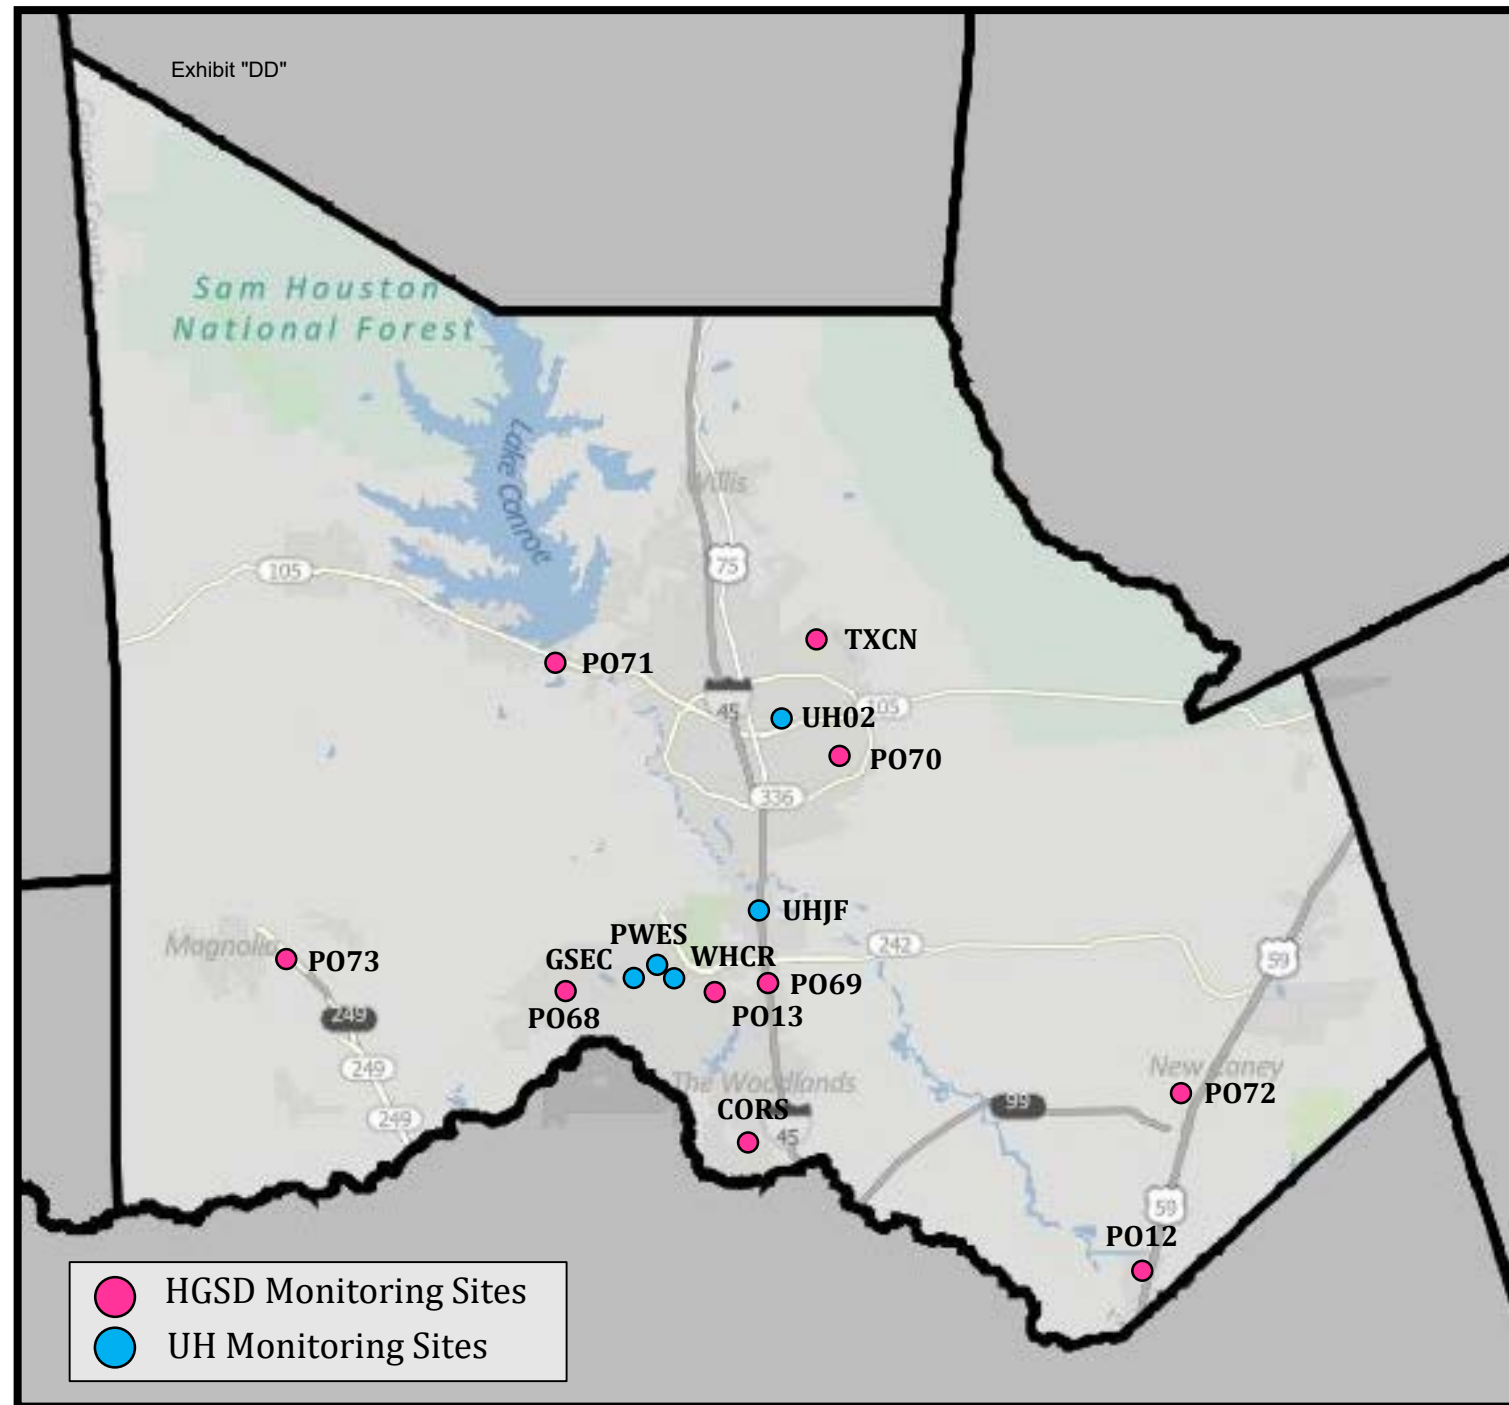 Exhibit "DD"
Grimes County
Sam Houston
National Forest
Lake Conroe
Willis
75
105
TXCN
PO71
45
UH02
105
PO70
336
UHJF
PWES
Magnolia
PO73
GSEC
WHCR
242
59
PO69
PO68
PO13
249
249
New Caney
The Woodlands
PO72
CORS
99
249
45
59
PO12
HGSD Monitoring Sites
UH Monitoring Sites